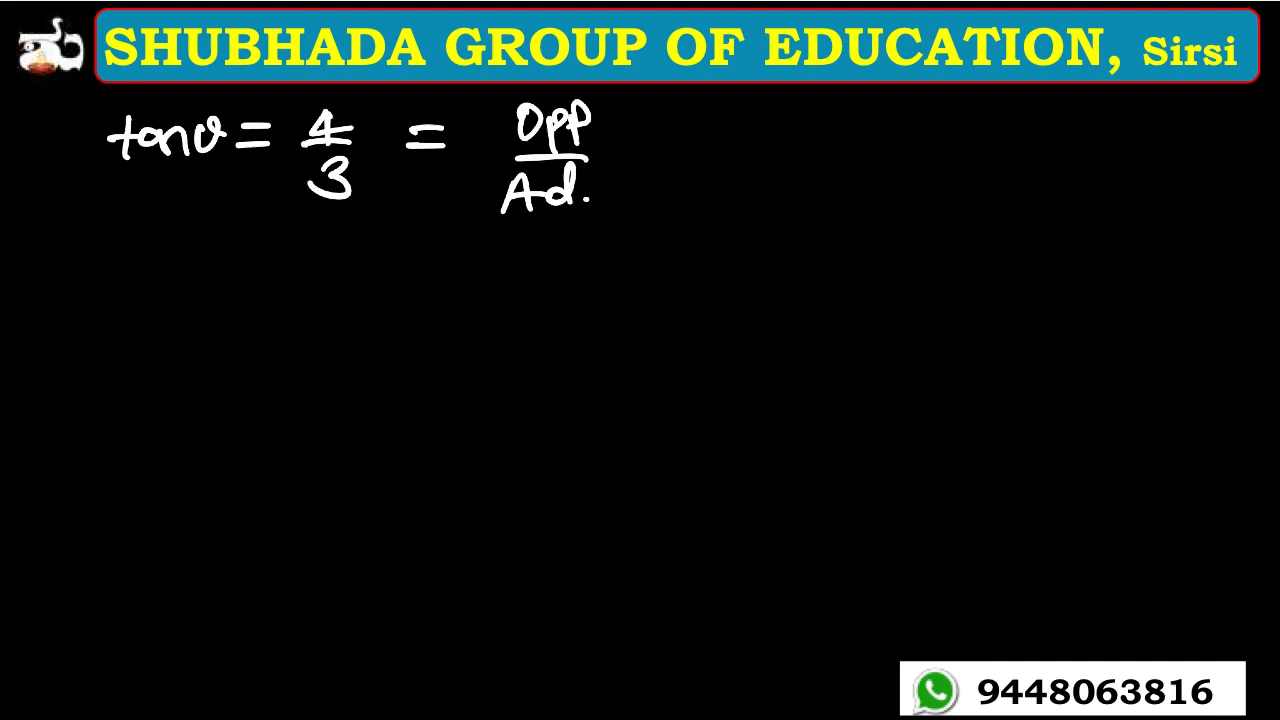 ಶು SHUBHADA GROUP OF EDUCATION, Sirsi
tanθ = 4/3 = Opp/Ad.
9448063816